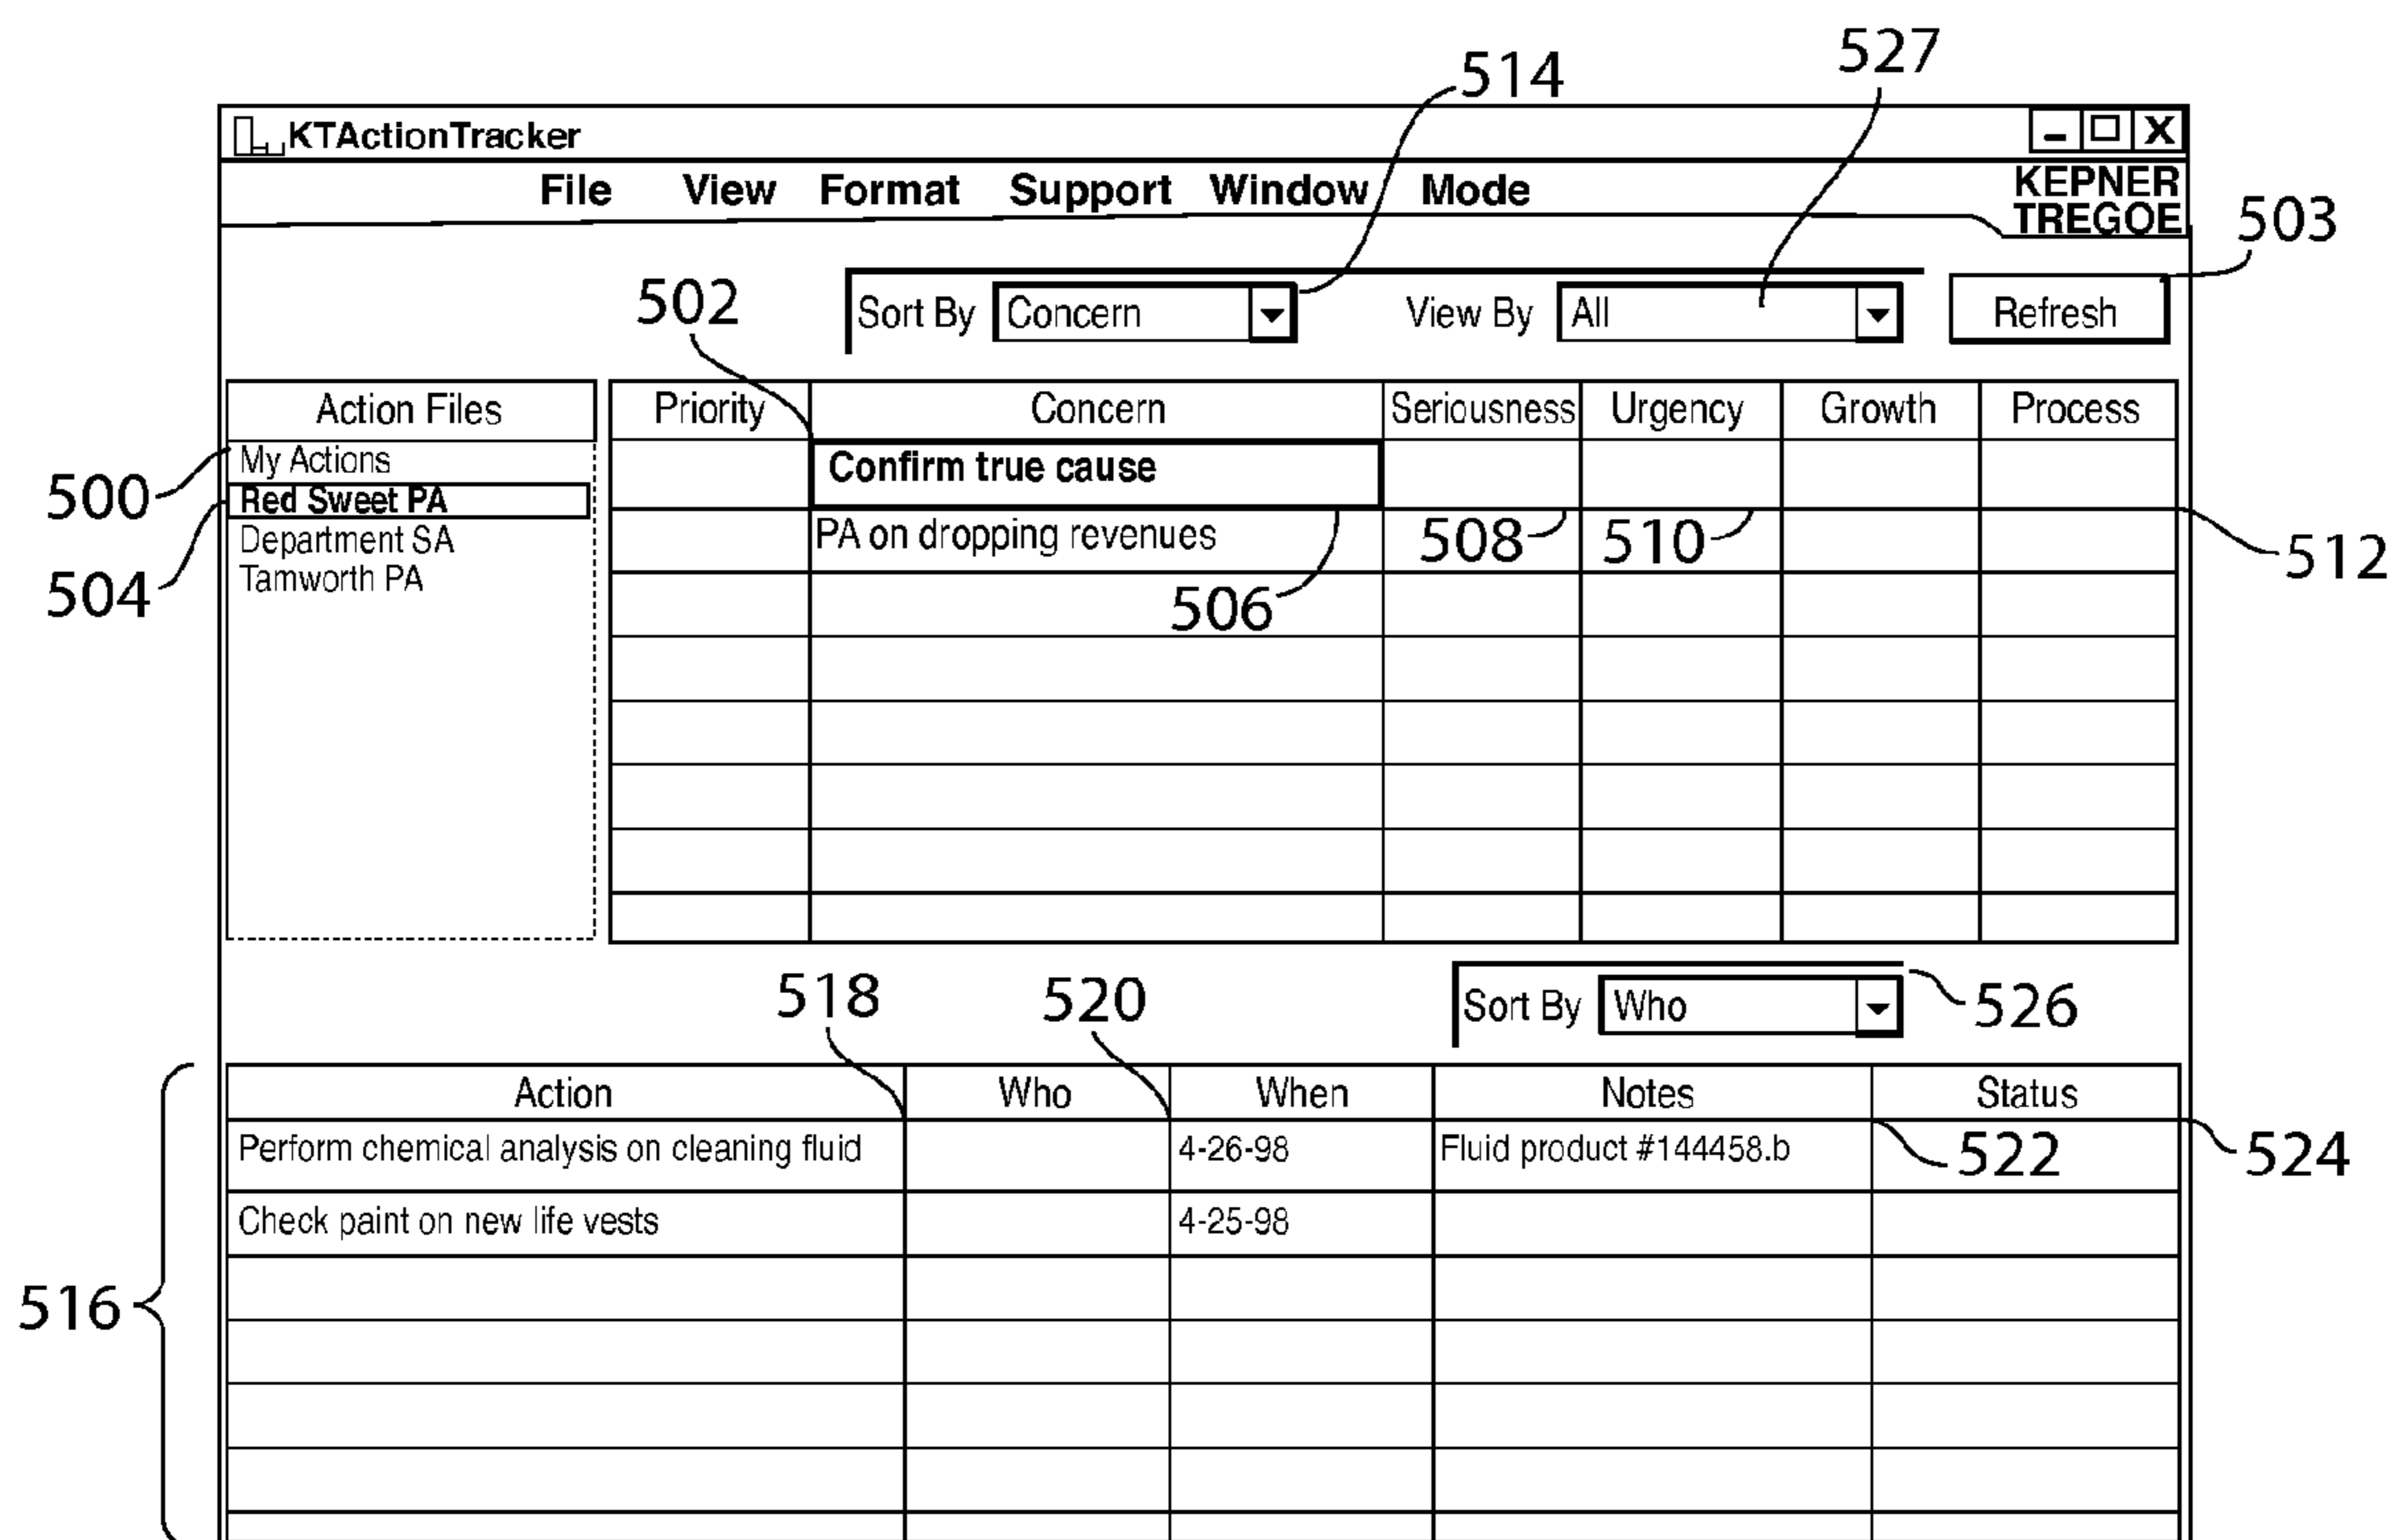 514
527
KTActionTracker
File View Format Support Window Mode
KEPNER
TREGOE
503
502
Sort By Concern View By All Refresh
Action Files
Priority Concern Seriousness Urgency Growth Process
500
My Actions
Confirm true cause
504
Red Sweet PA
Department SA
Tamworth PA
PA on dropping revenues
508
510
512
506
518
520
Sort By Who
526
516
Action Who When Notes Status
Perform chemical analysis on cleaning fluid 4-26-98 Fluid product #144458.b
522
524
Check paint on new life vests 4-25-98